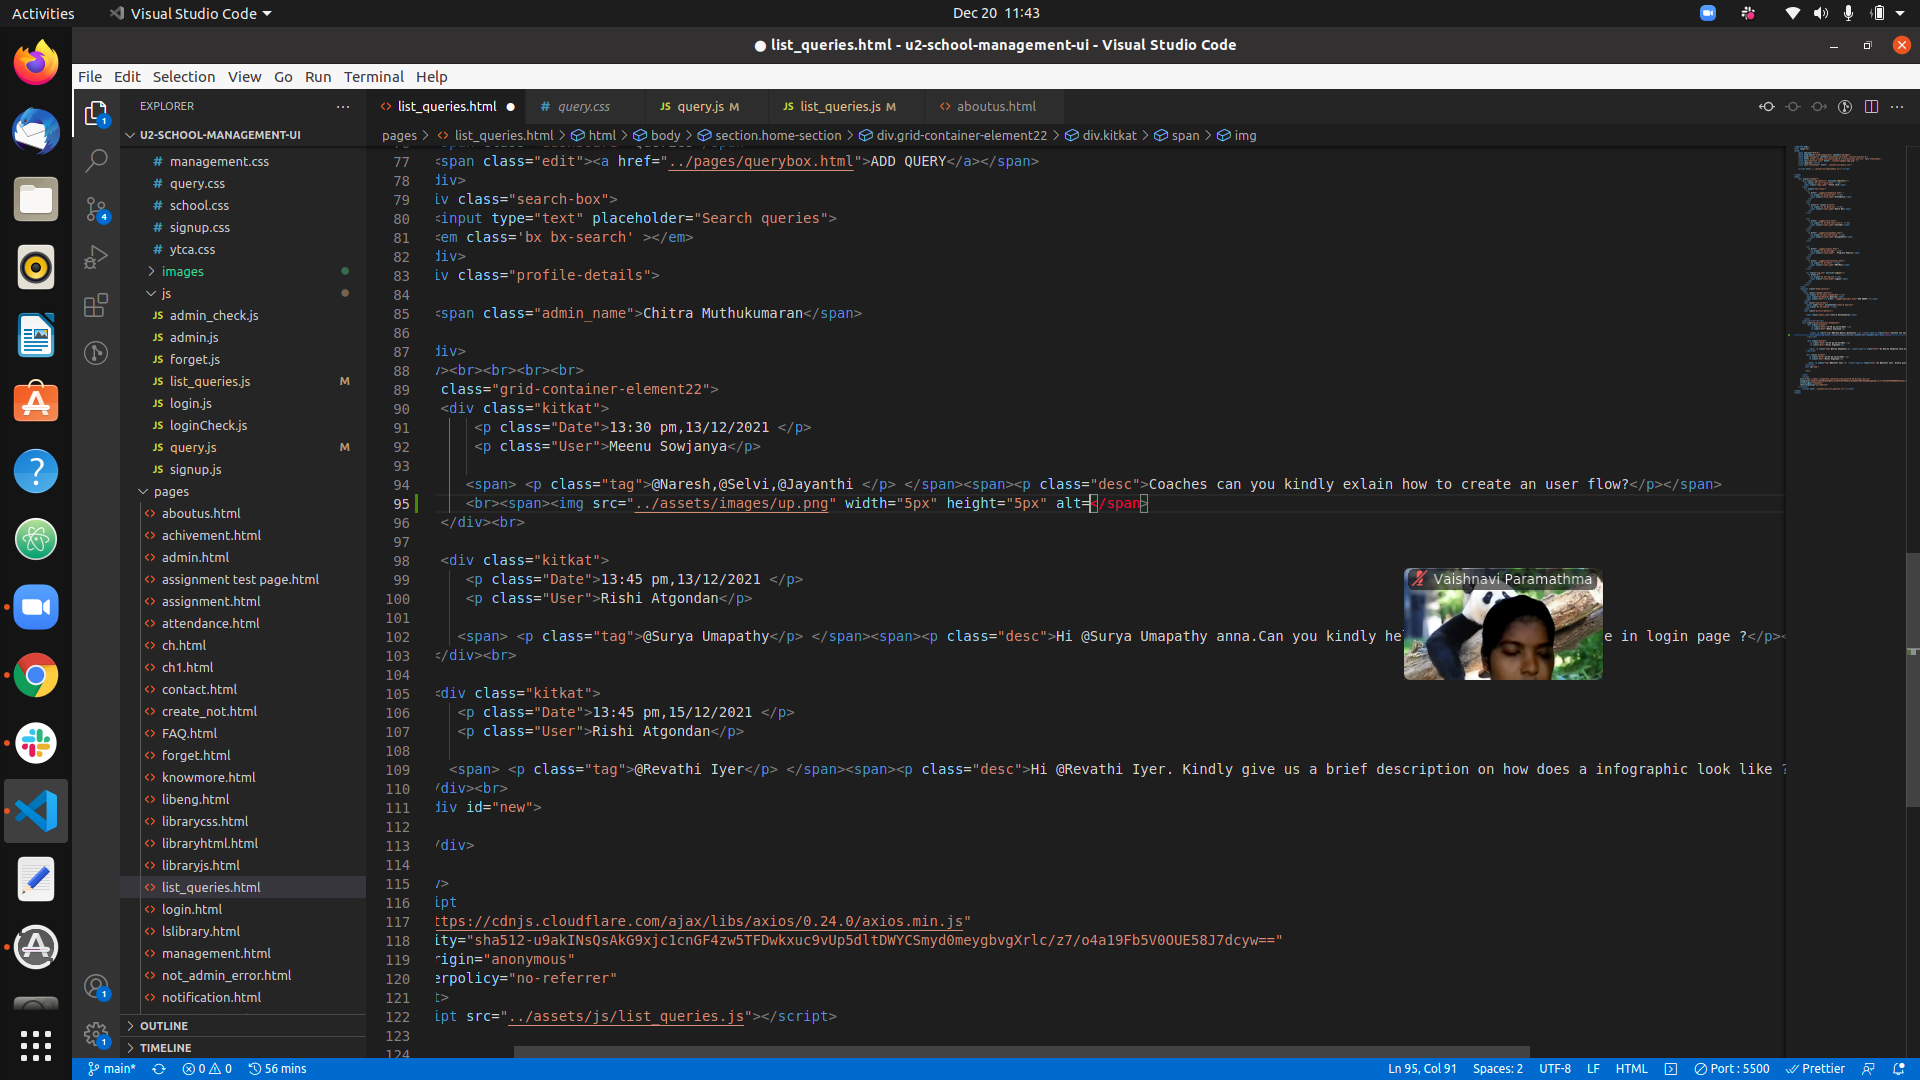 Activities
Visual Studio Code
Dec 20 11:43
● list_queries.html - u2-school-management-ui - Visual Studio Code
File Edit Selection View Go Run Terminal Help
EXPLORER
list_queries.html ●
# query.css
JS query.js M
JS list_queries.js M
aboutus.html
U2-SCHOOL-MANAGEMENT-UI
pages > list_queries.html > html > body > section.home-section > div.grid-container-element22 > div.kitkat > span > img
# management.css
# query.css
# school.css
# signup.css
# ytca.css
images
js
JS admin_check.js
JS admin.js
JS forget.js
JS list_queries.js M
JS login.js
JS loginCheck.js
JS query.js M
JS signup.js
pages
aboutus.html
achivement.html
admin.html
assignment test page.html
assignment.html
attendance.html
ch.html
ch1.html
contact.html
create_not.html
FAQ.html
forget.html
knowmore.html
libeng.html
librarycss.html
libraryhtml.html
libraryjs.html
list_queries.html
login.html
lslibrary.html
management.html
not_admin_error.html
notification.html
OUTLINE
TIMELINE
77 <span class="edit"><a href="../pages/querybox.html">ADD QUERY</a></span>
78 div>
79 iv class="search-box">
80 <input type="text" placeholder="Search queries">
81 <em class='bx bx-search' ></em>
82 div>
83 iv class="profile-details">
84
85 <span class="admin_name">Chitra Muthukumaran</span>
86
87 div>
88 /><br><br><br><br>
89 class="grid-container-element22">
90 <div class="kitkat">
91 <p class="Date">13:30 pm,13/12/2021 </p>
92 <p class="User">Meenu Sowjanya</p>
93
94 <span> <p class="tag">@Naresh,@Selvi,@Jayanthi </p> </span><span><p class="desc">Coaches can you kindly exlain how to create an user flow?</p></span>
95 <br><span><img src="../assets/images/up.png" width="5px" height="5px" alt=</span>
96 </div><br>
97
98 <div class="kitkat">
99 <p class="Date">13:45 pm,13/12/2021 </p>
100 <p class="User">Rishi Atgondan</p>
101
102 <span> <p class="tag">@Surya Umapathy</p> </span><span><p class="desc">Hi @Surya Umapathy anna.Can you kindly he e in login page ?</p><
103 </div><br>
104
105 <div class="kitkat">
106 <p class="Date">13:45 pm,15/12/2021 </p>
107 <p class="User">Rishi Atgondan</p>
108
109 <span> <p class="tag">@Revathi Iyer</p> </span><span><p class="desc">Hi @Revathi Iyer. Kindly give us a brief description on how does a infographic look like ?
110 /div><br>
111 div id="new">
112
113 /div>
114
115 />
116 ipt
117 ttps://cdnjs.cloudflare.com/ajax/libs/axios/0.24.0/axios.min.js"
118 ity="sha512-u9akINsQsAkG9xjc1cnGF4zw5TFDwkxuc9vUp5dltDWYCSmyd0meygbvgXrlc/z7/o4a19Fb5V0OUE58J7dcyw=="
119 rigin="anonymous"
120 erpolicy="no-referrer"
121 t>
122 ipt src="../assets/js/list_queries.js"></script>
123
124
Vaishnavi Paramathma
main* 0 0 56 mins
Ln 95, Col 91 Spaces: 2 UTF-8 LF HTML Port : 5500 Prettier